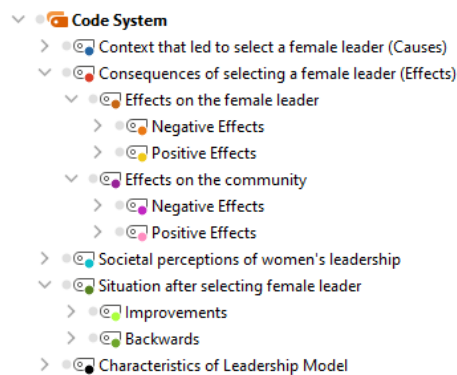 Code System
Context that led to select a female leader (Causes)
Consequences of selecting a female leader (Effects)
Effects on the female leader
Negative Effects
Positive Effects
Effects on the community
Negative Effects
Positive Effects
Societal perceptions of women's leadership
Situation after selecting female leader
Improvements
Backwards
Characteristics of Leadership Model